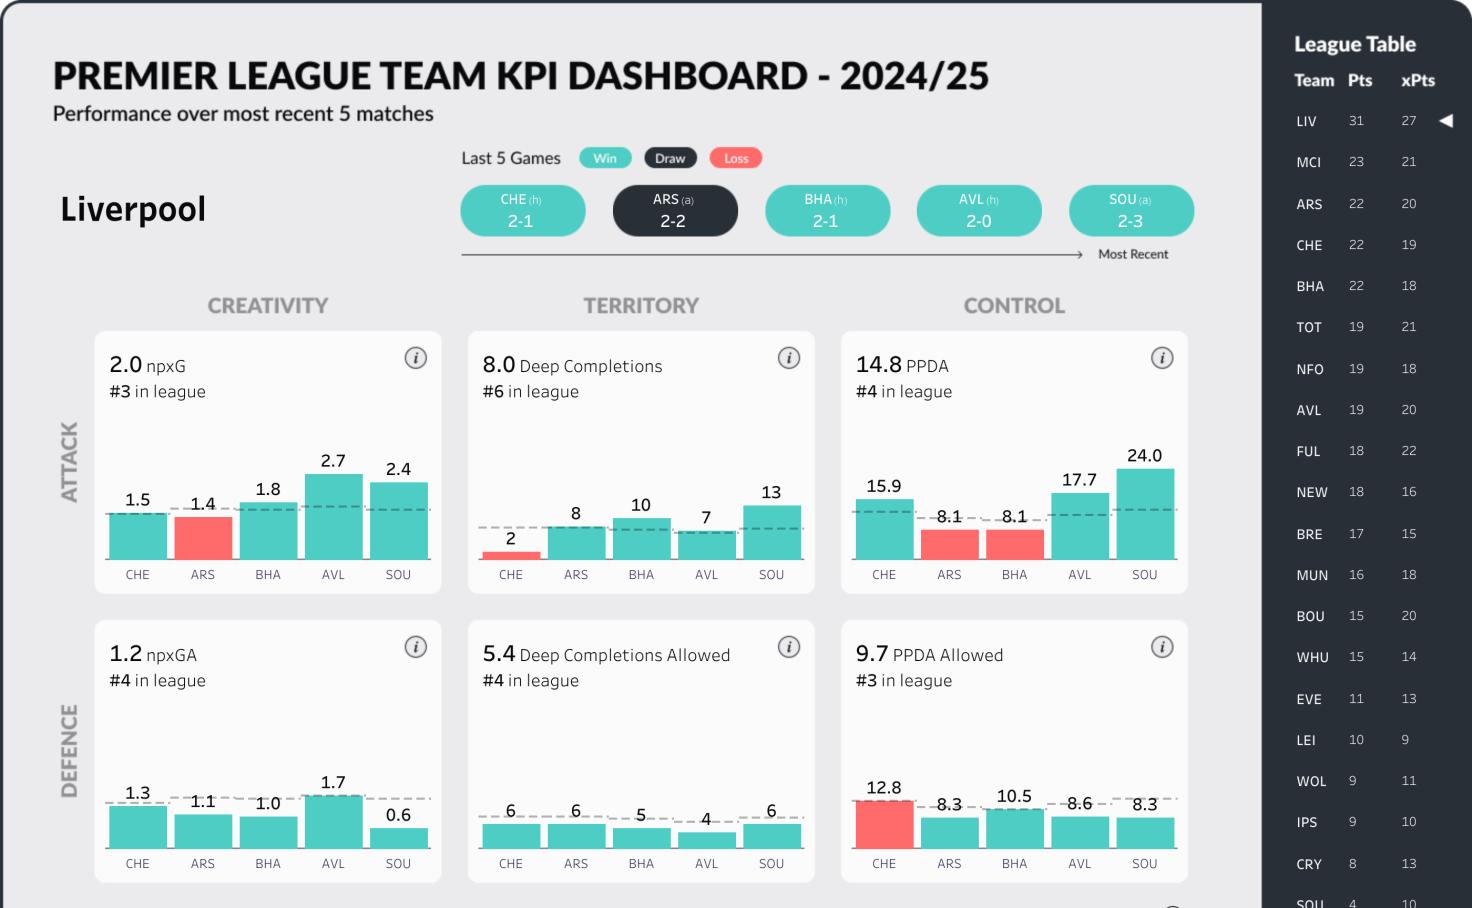 PREMIER LEAGUE TEAM KPI DASHBOARD - 2024/25
Performance over most recent 5 matches
Last 5 Games Win Draw Loss
Liverpool
CHE (h) ARS (a) BHA (h) AVL (h) SOU (a)
2-1 2-2 2-1 2-0 2-3
Most Recent
CREATIVITY TERRITORY CONTROL
ATTACK
2.0 npxG
#3 in league
1.5 1.4 1.8 2.7 2.4
CHE ARS BHA AVL SOU
8.0 Deep Completions
#6 in league
2 8 10 7 13
CHE ARS BHA AVL SOU
14.8 PPDA
#4 in league
15.9 8.1 8.1 17.7 24.0
CHE ARS BHA AVL SOU
DEFENCE
1.2 npxGA
#4 in league
1.3 1.1 1.0 1.7 0.6
CHE ARS BHA AVL SOU
5.4 Deep Completions Allowed
#4 in league
6 6 5 4 6
CHE ARS BHA AVL SOU
9.7 PPDA Allowed
#3 in league
12.8 8.3 10.5 8.6 8.3
CHE ARS BHA AVL SOU
League Table
Team Pts xPts
LIV 31 27
MCI 23 21
ARS 22 20
CHE 22 19
BHA 22 18
TOT 19 21
NFO 19 18
AVL 19 20
FUL 18 22
NEW 18 16
BRE 17 15
MUN 16 18
BOU 15 20
WHU 15 14
EVE 11 13
LEI 10 9
WOL 9 11
IPS 9 10
CRY 8 13
SOU 4 10